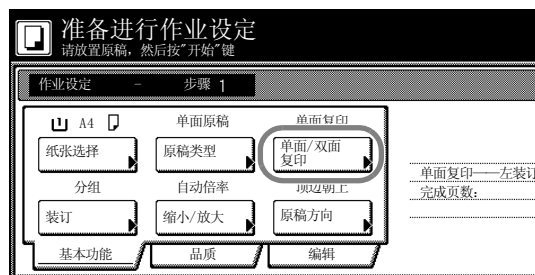 准备进行作业设定
请放置原稿，然后按"开始"键
作业设定 - 步骤 1
A4 单面原稿 单面复印
纸张选择 原稿类型 单面/双面
复印
分组 自动倍率 顶边朝上
装订 缩小/放大 原稿方向
基本功能 品质 编辑
单面复印——左装订
完成页数：